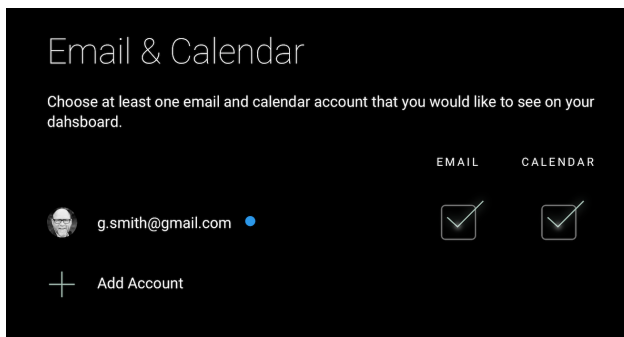 Email & Calendar
Choose at least one email and calendar account that you would like to see on your
dahsboard.
EMAIL CALENDAR
g.smith@gmail.com
Add Account